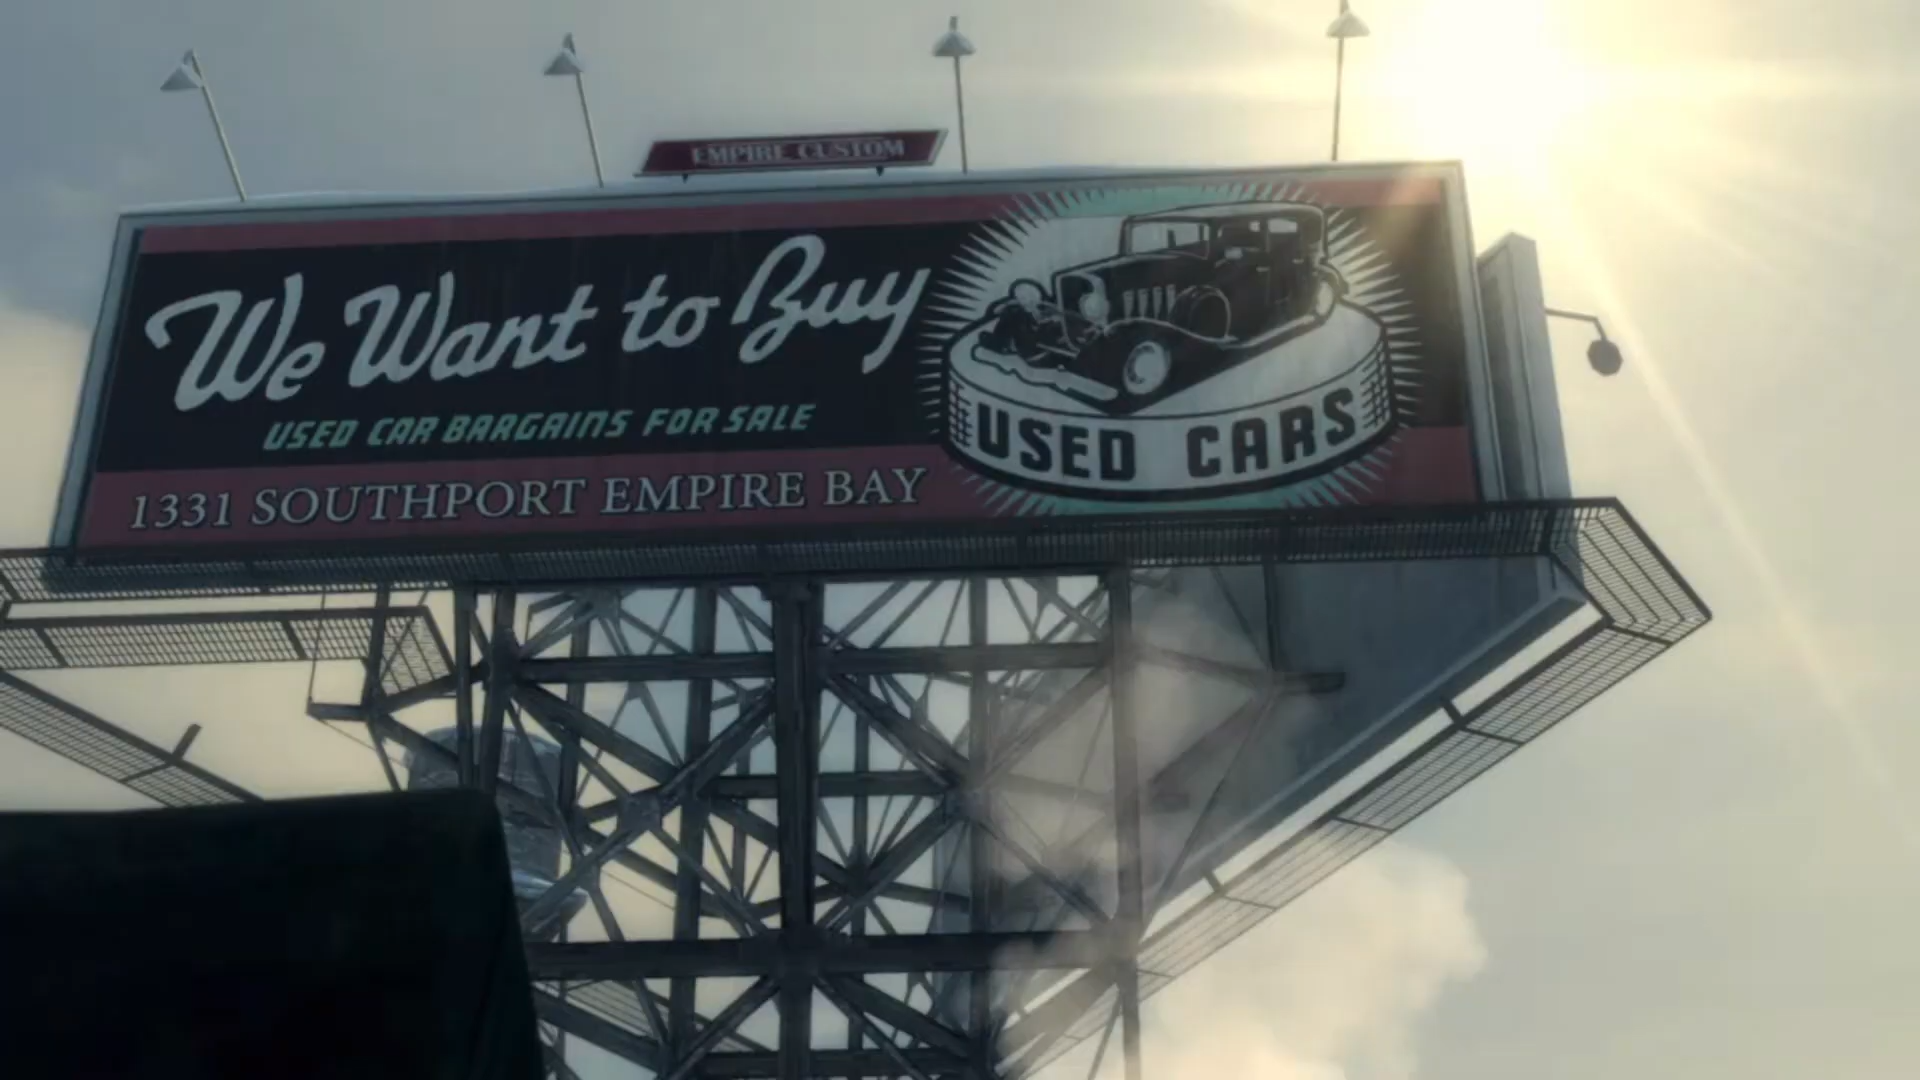 EMPIRE CUSTOM
We Want to Buy
USED CAR BARGAINS FOR SALE
1331 SOUTHPORT EMPIRE BAY
USED CARS